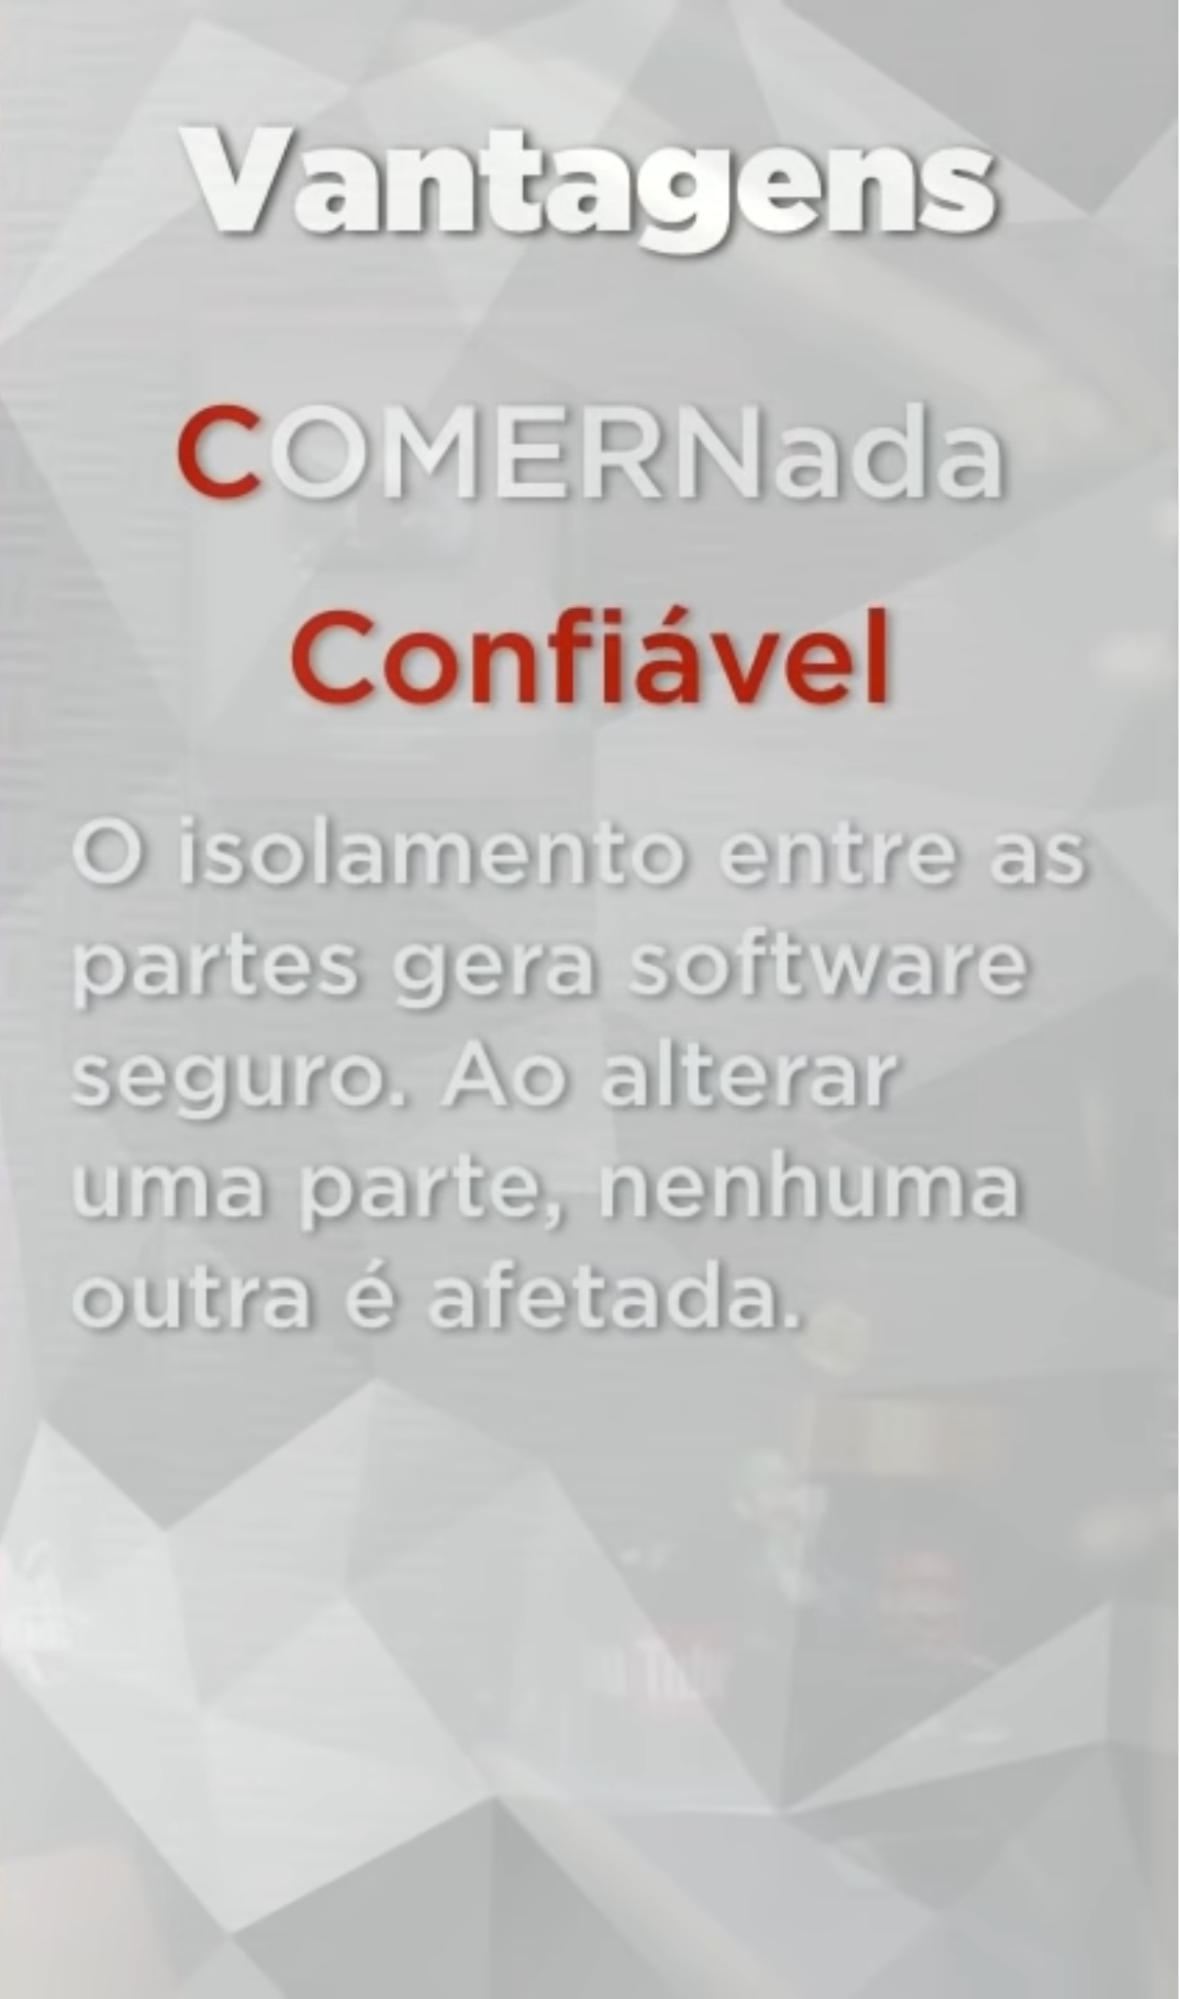 Vantagens
COMERNada
Confiável
O isolamento entre as
partes gera software
seguro. Ao alterar
uma parte, nenhuma
outra é afetada.